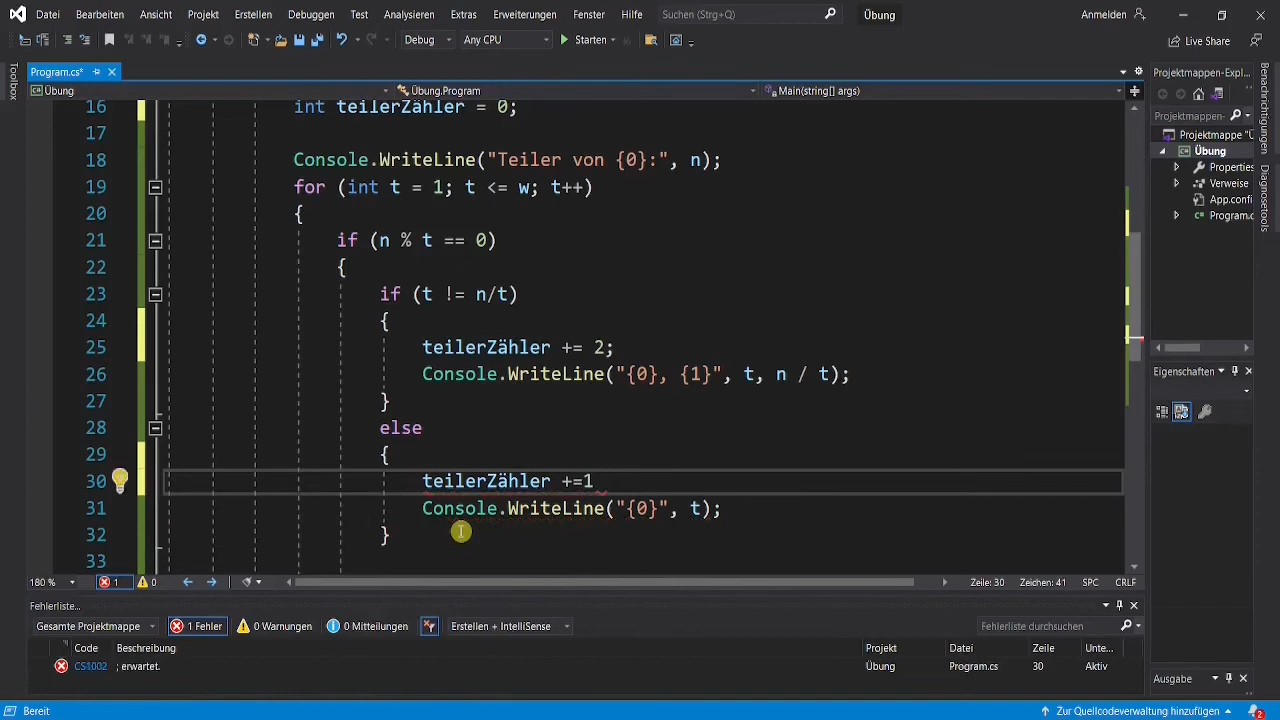 Datei Bearbeiten Ansicht Projekt Erstellen Debuggen Test Analysieren Extras Erweiterungen Fenster Hilfe Suchen (Strg+Q) Übung Anmelden
Debug Any CPU Starten Live Share
Toolbox
Program.cs*
Übung Übung.Program Main(string[] args)
16 int teilerZähler = 0;
17
18 Console.WriteLine("Teiler von {0}:", n);
19 for (int t = 1; t <= w; t++)
20 {
21 if (n % t == 0)
22 {
23 if (t != n/t)
24 {
25 teilerZähler += 2;
26 Console.WriteLine("{0}, {1}", t, n / t);
27 }
28 else
29 {
30 teilerZähler +=1
31 Console.WriteLine("{0}", t);
32 }
33
180 % 1 0 Zeile: 30 Zeichen: 41 SPC CRLF
Fehlerliste...
Gesamte Projektmappe 1 Fehler 0 Warnungen 0 Mitteilungen Erstellen + IntelliSense Fehlerliste durchsuchen
Code Beschreibung Projekt Datei Zeile Unte...
CS1002 ; erwartet. Übung Program.cs 30 Aktiv
Projektmappen-Expl...
Projektmappen-
Projektmappe "Ü
Übung
Properties
Verweise
App.confi
Program.c
Eigenschaften
Ausgabe
Benachrichtigungen
Diagnosetools
Bereit Zur Quellcodeverwaltung hinzufügen 2